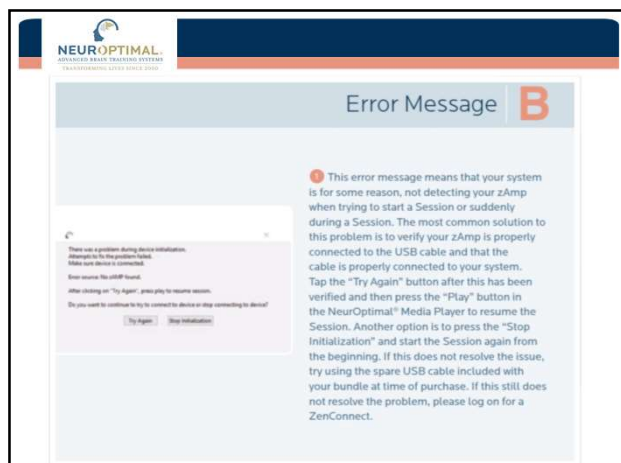 NEUROPTIMAL®
ADVANCED BRAIN TRAINING SYSTEMS
TRANSFORMING LIVES SINCE 2000
Error Message B
1 This error message means that your system
is for some reason, not detecting your zAmp
when trying to start a Session or suddenly
during a Session. The most common solution to
this problem is to verify your zAmp is properly
connected to the USB cable and that the
cable is properly connected to your system.
Tap the “Try Again” button after this has been
verified and then press the “Play” button in
the NeurOptimal® Media Player to resume the
Session. Another option is to press the “Stop
Initialization” and start the Session again from
the beginning. If this does not resolve the issue,
try using the spare USB cable included with
your bundle at time of purchase. If this still does
not resolve the problem, please log on for a
ZenConnect.
There was a problem during device initialization.
Attempts to fix the problem failed.
Make sure device is connected.
Error source: No zAMP found.
After clicking on "Try Again", press play to resume session.
Do you want to continue to try to connect to device or stop connecting to device?
Try Again Stop Initialization